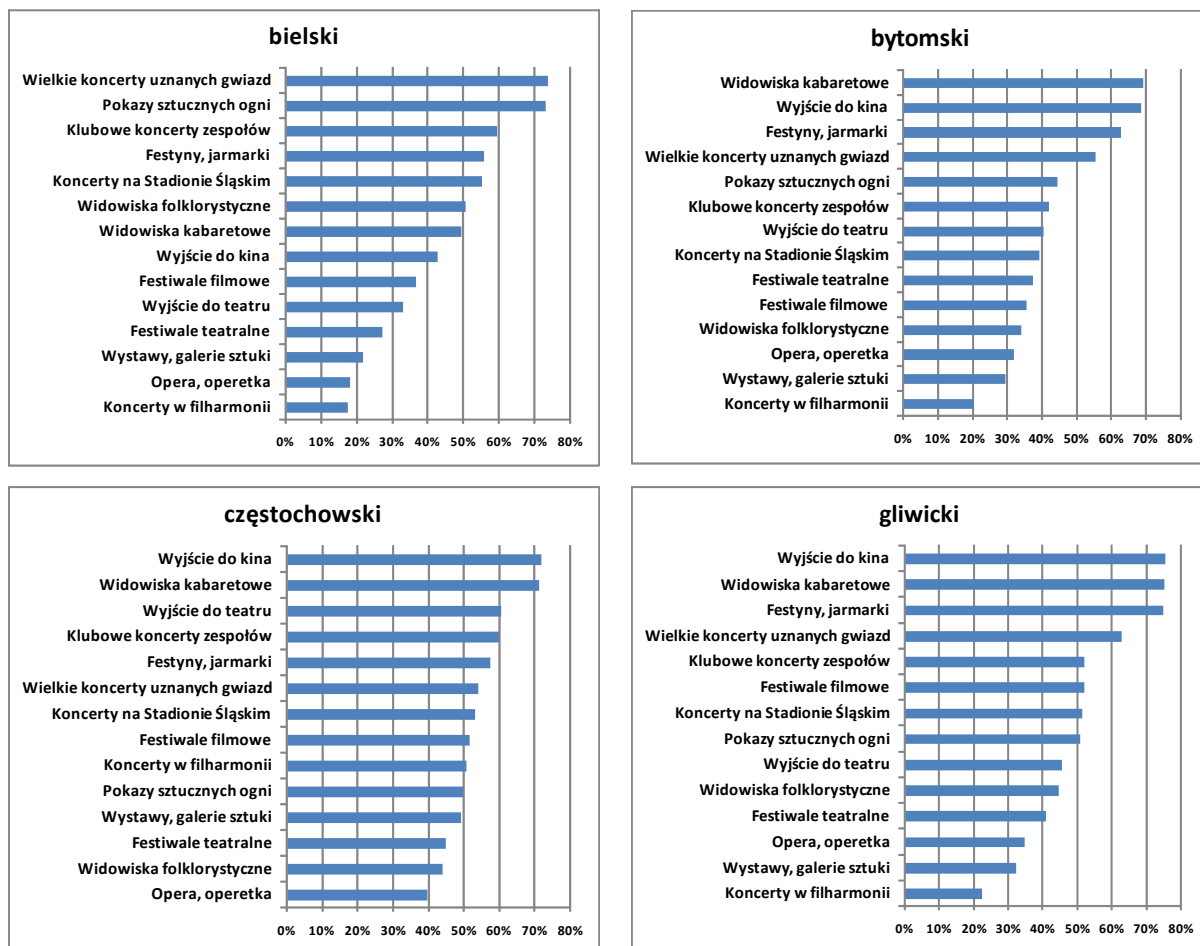 bielski
Wielkie koncerty uznanych gwiazd
Pokazy sztucznych ogni
Klubowe koncerty zespołów
Festyny, jarmarki
Koncerty na Stadionie Śląskim
Widowiska folklorystyczne
Widowiska kabaretowe
Wyjście do kina
Festiwale filmowe
Wyjście do teatru
Festiwale teatralne
Wystawy, galerie sztuki
Opera, operetka
Koncerty w filharmonii
0% 10% 20% 30% 40% 50% 60% 70% 80%
bytomski
Widowiska kabaretowe
Wyjście do kina
Festyny, jarmarki
Wielkie koncerty uznanych gwiazd
Pokazy sztucznych ogni
Klubowe koncerty zespołów
Wyjście do teatru
Koncerty na Stadionie Śląskim
Festiwale teatralne
Festiwale filmowe
Widowiska folklorystyczne
Opera, operetka
Wystawy, galerie sztuki
Koncerty w filharmonii
0% 10% 20% 30% 40% 50% 60% 70% 80%
częstochowski
Wyjście do kina
Widowiska kabaretowe
Wyjście do teatru
Klubowe koncerty zespołów
Festyny, jarmarki
Wielkie koncerty uznanych gwiazd
Koncerty na Stadionie Śląskim
Festiwale filmowe
Koncerty w filharmonii
Pokazy sztucznych ogni
Wystawy, galerie sztuki
Festiwale teatralne
Widowiska folklorystyczne
Opera, operetka
0% 10% 20% 30% 40% 50% 60% 70% 80%
gliwicki
Wyjście do kina
Widowiska kabaretowe
Festyny, jarmarki
Wielkie koncerty uznanych gwiazd
Klubowe koncerty zespołów
Festiwale filmowe
Koncerty na Stadionie Śląskim
Pokazy sztucznych ogni
Wyjście do teatru
Widowiska folklorystyczne
Festiwale teatralne
Opera, operetka
Wystawy, galerie sztuki
Koncerty w filharmonii
0% 10% 20% 30% 40% 50% 60% 70% 80%